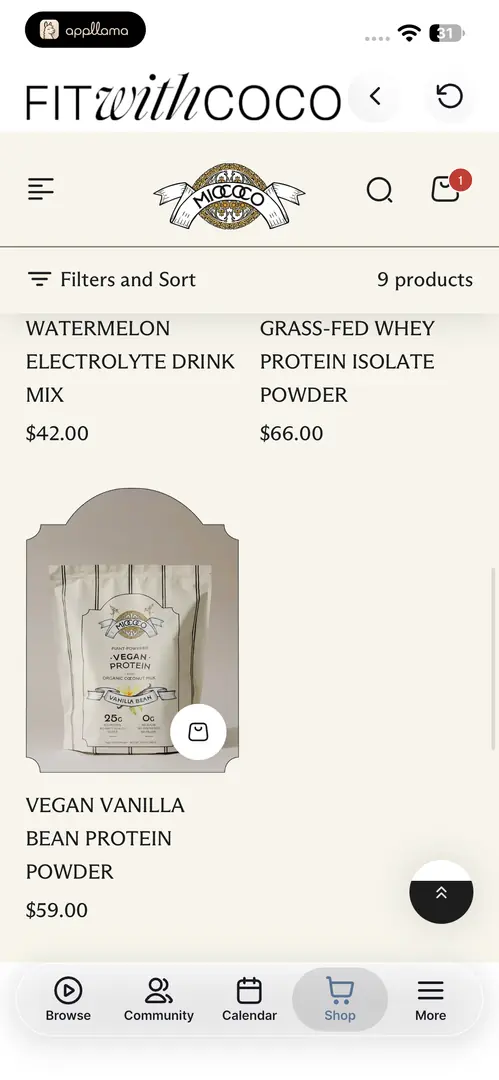 appllama
31
FITwithCOCO
MIOCOCO
1
Filters and Sort
9 products
WATERMELON
ELECTROLYTE DRINK
MIX
$42.00
GRASS-FED WHEY
PROTEIN ISOLATE
POWDER
$66.00
MIOCOCO
PLANT-POWERED
VEGAN
PROTEIN
ORGANIC COCONUT MILK
VANILLA BEAN
25G
0G
VEGAN VANILLA
BEAN PROTEIN
POWDER
$59.00
Browse
Community
Calendar
Shop
More